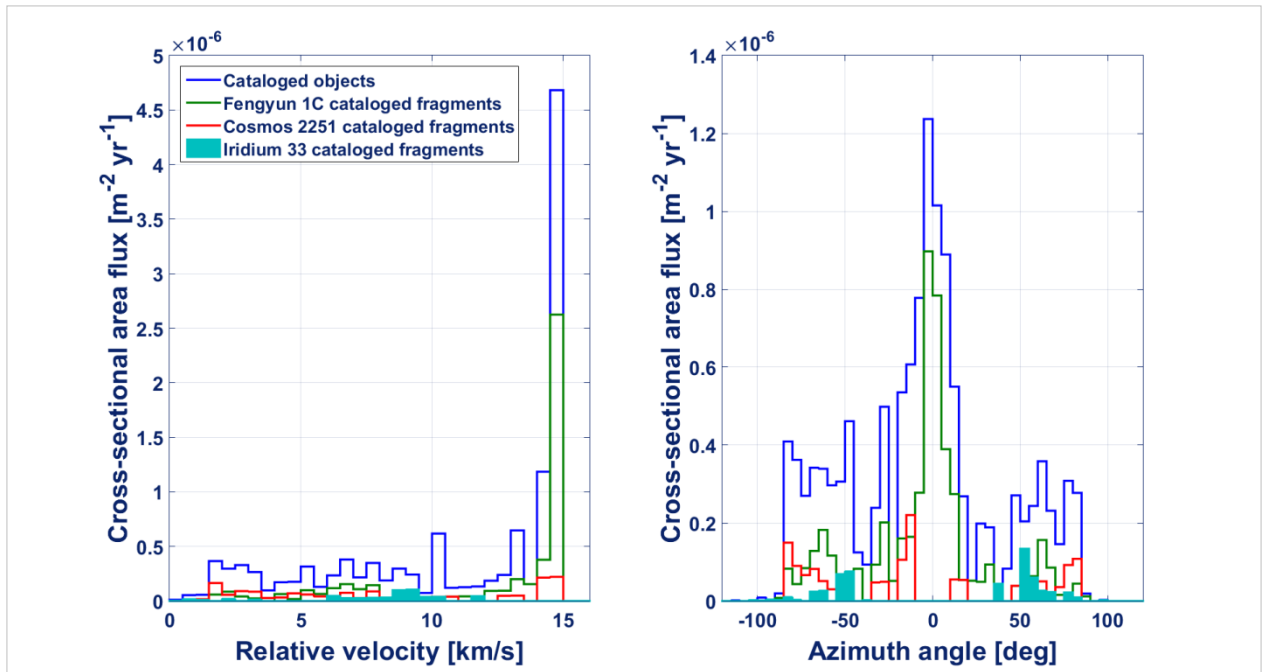 ×10⁻⁶
5
4.5
4
3.5
3
2.5
2
1.5
1
0.5
0
Cross-sectional area flux [m⁻² yr⁻¹]
Cataloged objects
Fengyun 1C cataloged fragments
Cosmos 2251 cataloged fragments
Iridium 33 cataloged fragments
0 5 10 15
Relative velocity [km/s]
×10⁻⁶
1.4
1.2
1
0.8
0.6
0.4
0.2
0
Cross-sectional area flux [m⁻² yr⁻¹]
-100 -50 0 50 100
Azimuth angle [deg]